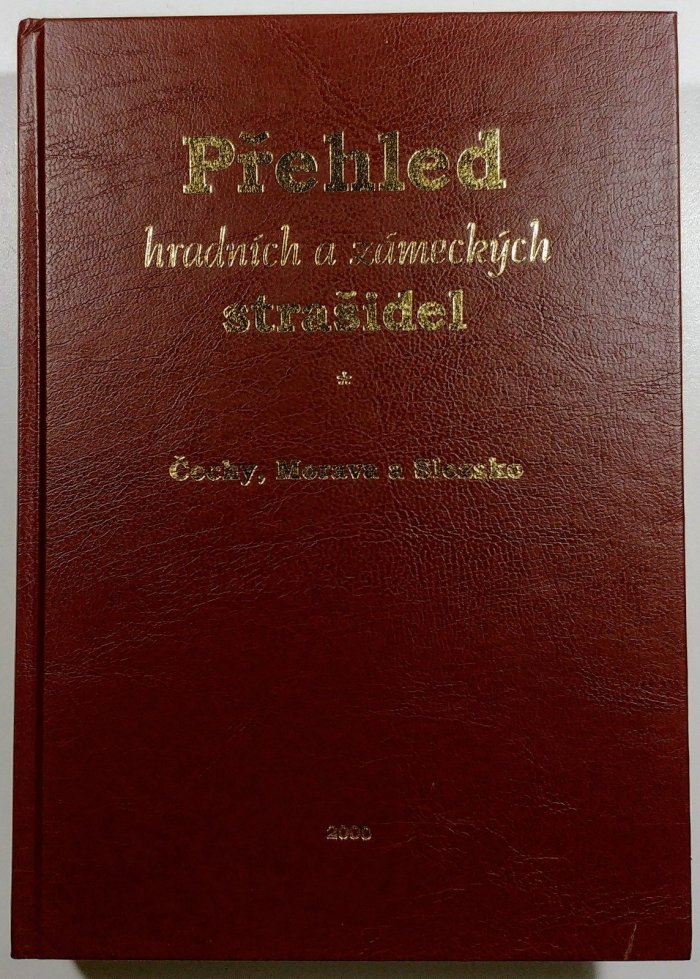 Přehled
hradních a zámeckých
strašidel
*
Čechy, Morava a Slezsko
2000